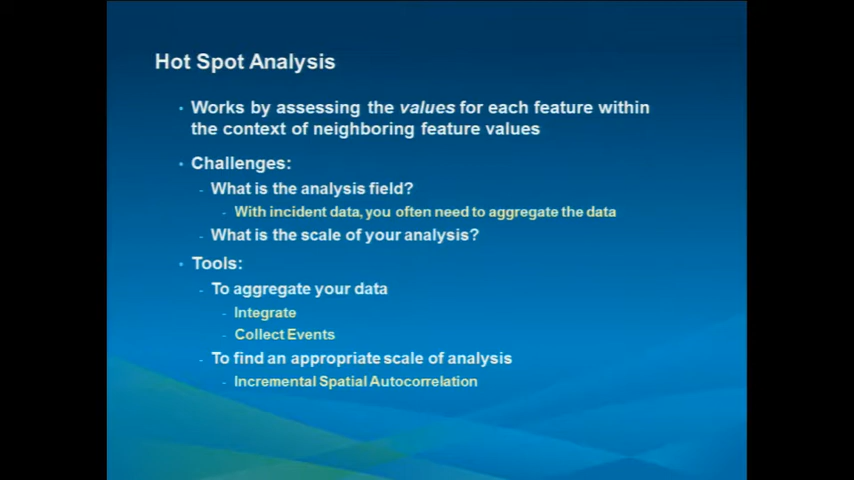 Hot Spot Analysis
· Works by assessing the values for each feature within
the context of neighboring feature values
· Challenges:
- What is the analysis field?
- With incident data, you often need to aggregate the data
- What is the scale of your analysis?
· Tools:
- To aggregate your data
- Integrate
- Collect Events
- To find an appropriate scale of analysis
- Incremental Spatial Autocorrelation